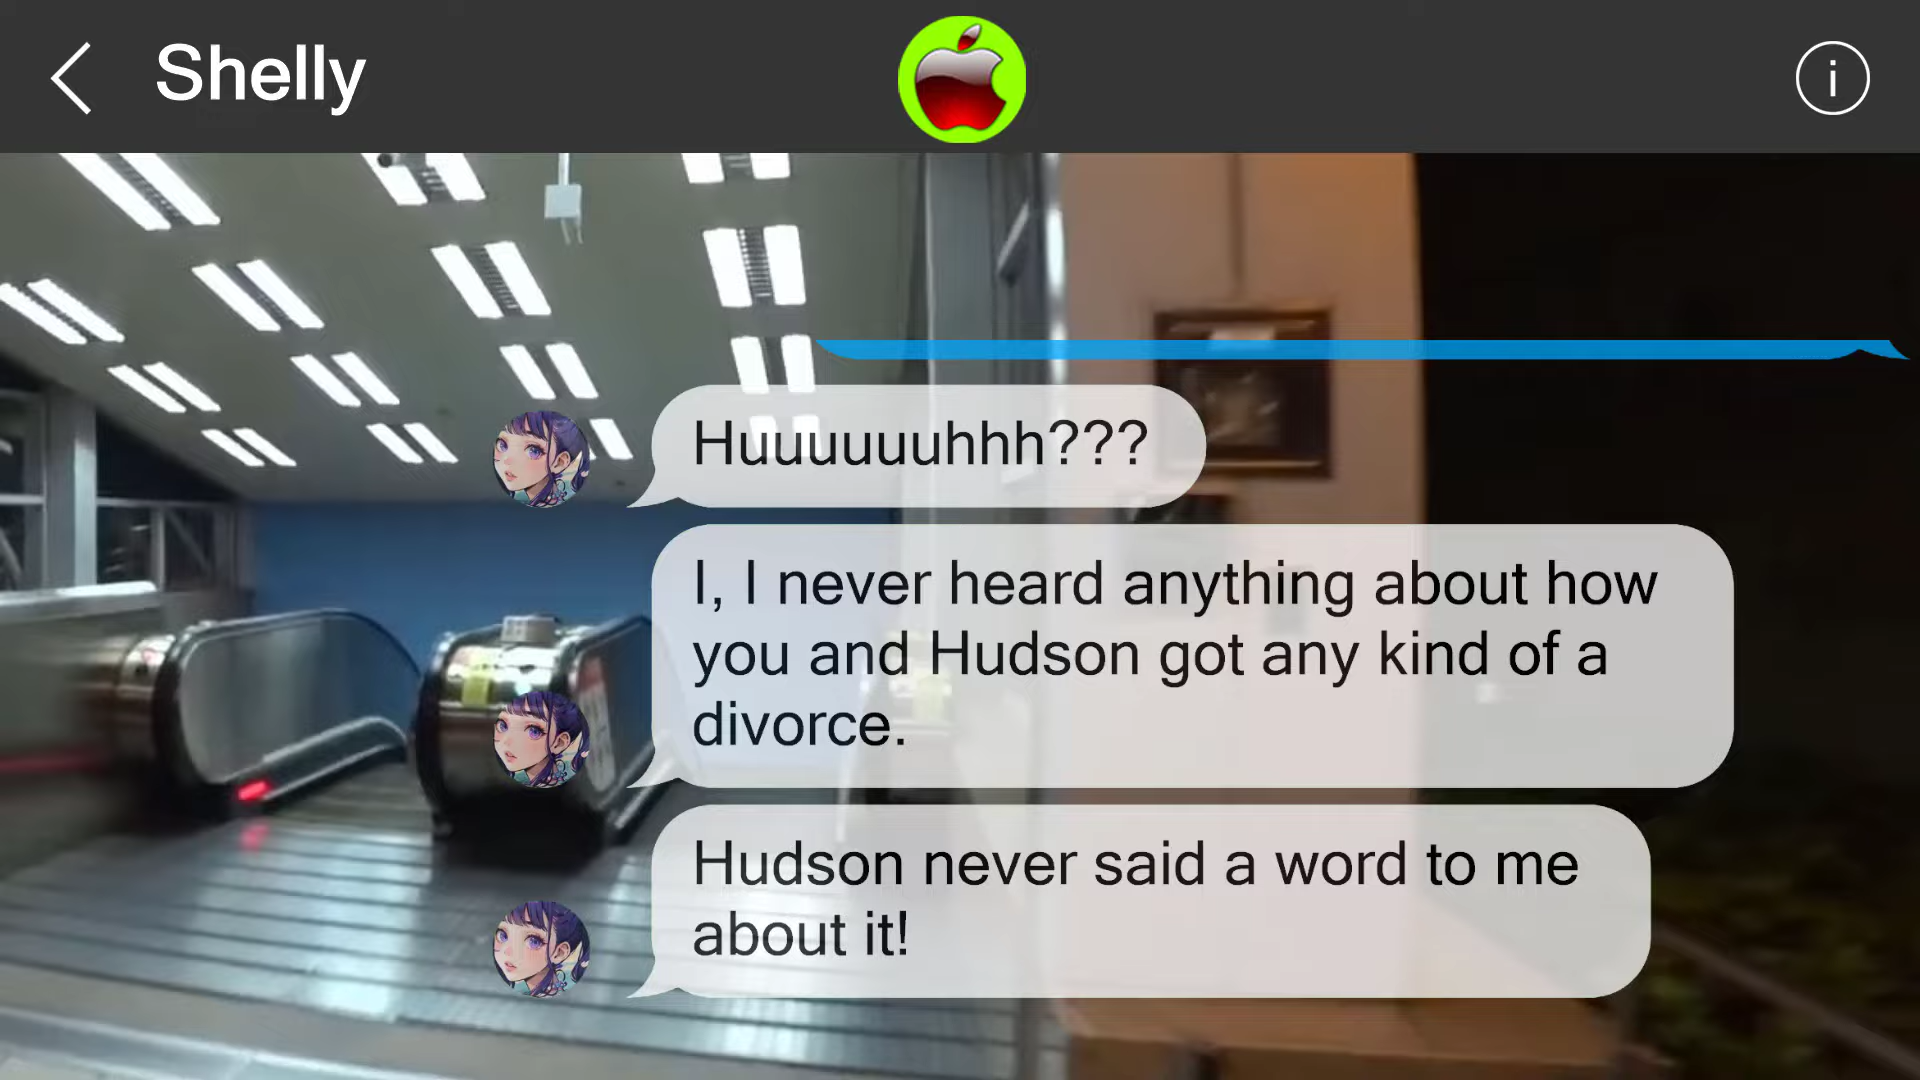 Shelly
Huuuuuuhhh???
I, I never heard anything about how
you and Hudson got any kind of a
divorce.
Hudson never said a word to me
about it!